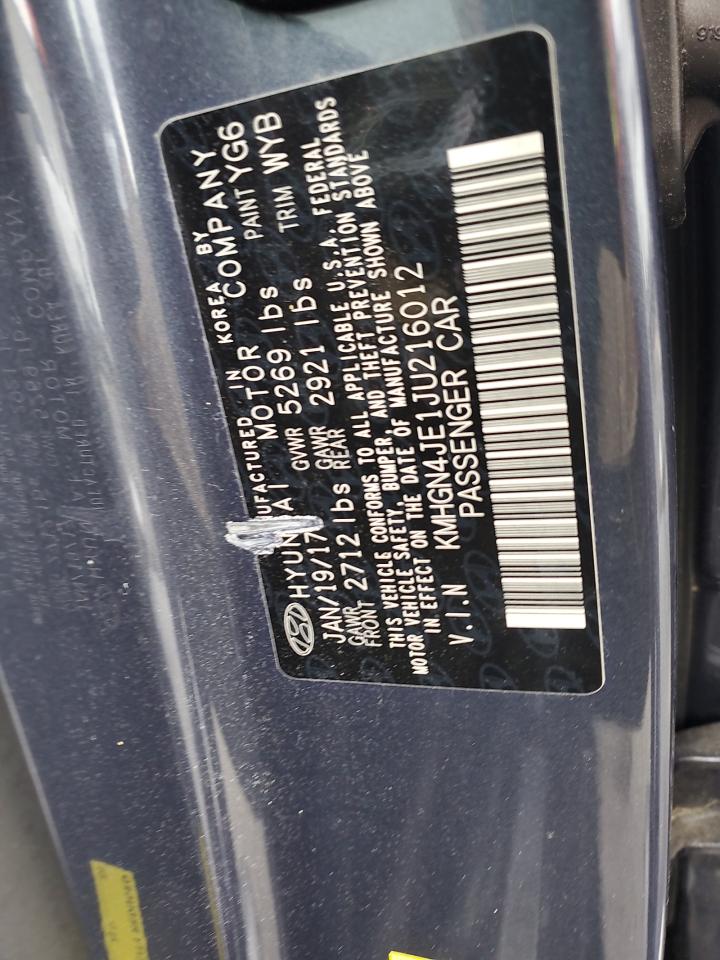 MANUFACTURED IN KOREA BY
HYUNDAI MOTOR COMPANY
JAN/19/17 GVWR 5269 lbs PAINT YG6
GAWR FRONT 2712 lbs GAWR REAR 2921 lbs TRIM WYB
THIS VEHICLE CONFORMS TO ALL APPLICABLE U.S.A. FEDERAL
MOTOR VEHICLE SAFETY, BUMPER, AND THEFT PREVENTION STANDARDS
IN EFFECT ON THE DATE OF MANUFACTURE SHOWN ABOVE
V.I.N KMHGN4JE1JU216012
PASSENGER CAR